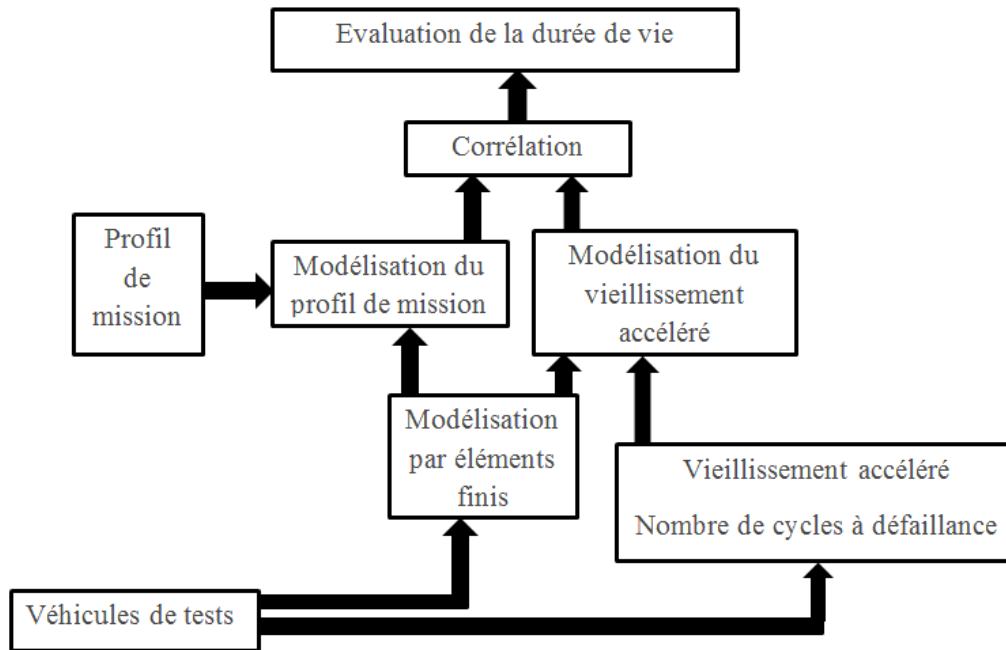 Evaluation de la durée de vie
Corrélation
Profil
de
mission
Modélisation du
profil de mission
Modélisation du
vieillissement
accéléré
Modélisation
par éléments
finis
Vieillissement accéléré
Nombre de cycles à défaillance
Véhicules de tests